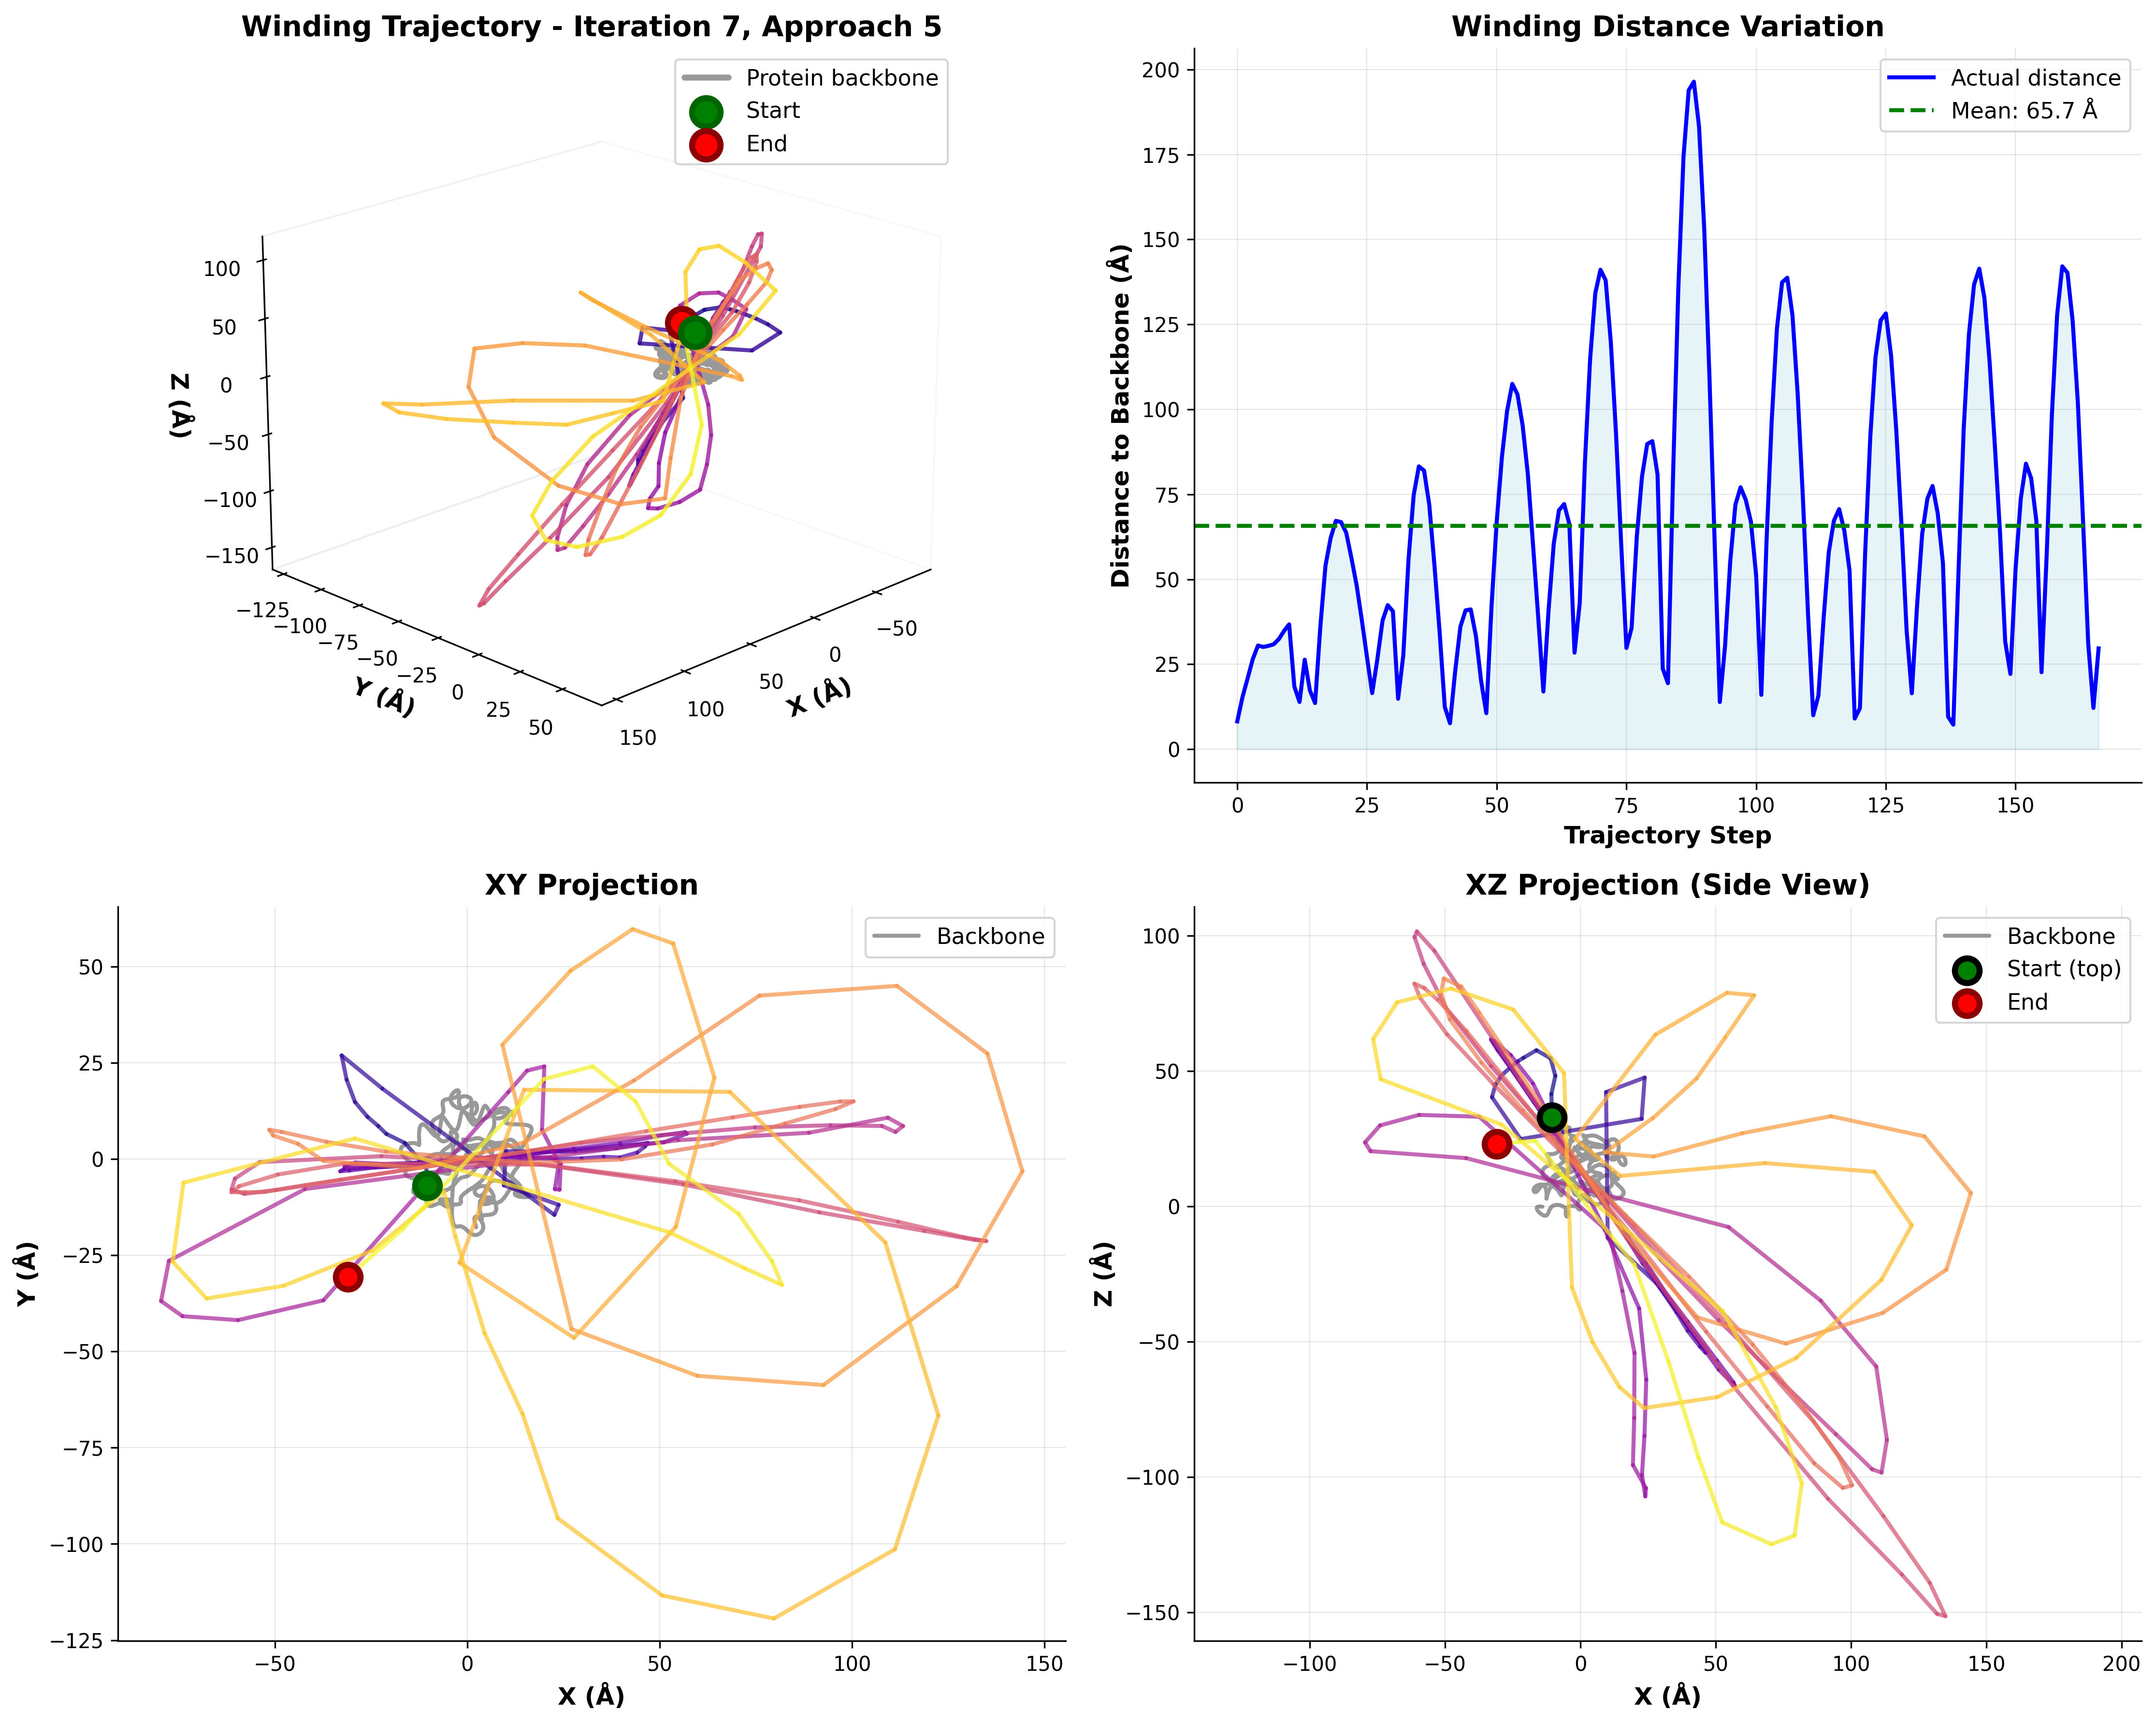 Winding Trajectory - Iteration 7, Approach 5
Protein backbone
Start
End
100
50
0
−50
−100
−150
Z (Å)
−125
−100
−75
−50
−25
0
25
50
Y (Å)
150
100
50
0
−50
X (Å)
Winding Distance Variation
Actual distance
Mean: 65.7 Å
200
175
150
125
100
75
50
25
0
Distance to Backbone (Å)
0 25 50 75 100 125 150
Trajectory Step
XY Projection
Backbone
50
25
0
−25
−50
−75
−100
−125
Y (Å)
−50 0 50 100 150
X (Å)
XZ Projection (Side View)
Backbone
Start (top)
End
100
50
0
−50
−100
−150
Z (Å)
−100 −50 0 50 100 150 200
X (Å)